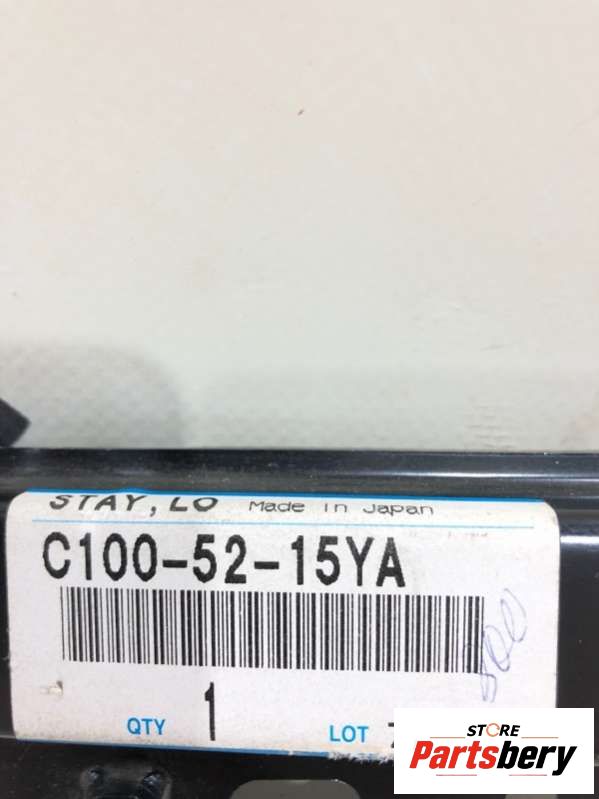 STAY, LO Made in Japan
C100-52-15YA
QTY 1 LOT
STORE
Partsbery